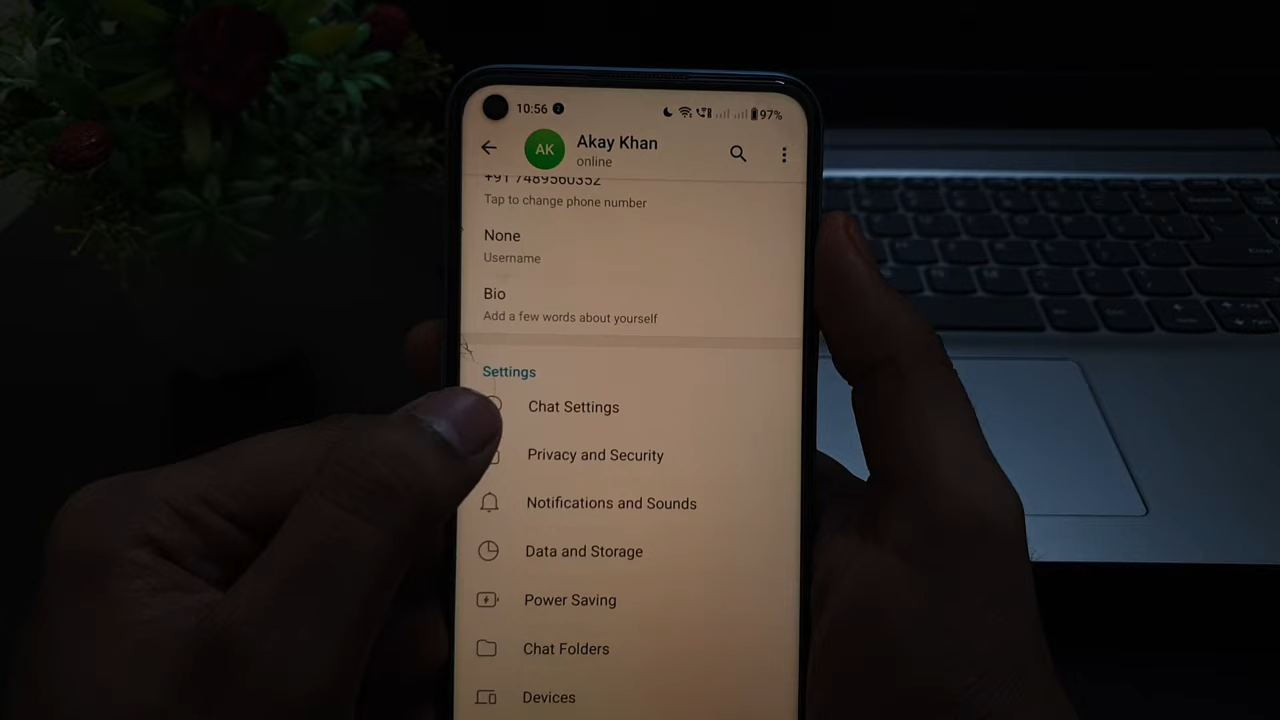 10:56 97%
AK Akay Khan
online
+91 7489560352
Tap to change phone number
None
Username
Bio
Add a few words about yourself
Settings
Chat Settings
Privacy and Security
Notifications and Sounds
Data and Storage
Power Saving
Chat Folders
Devices